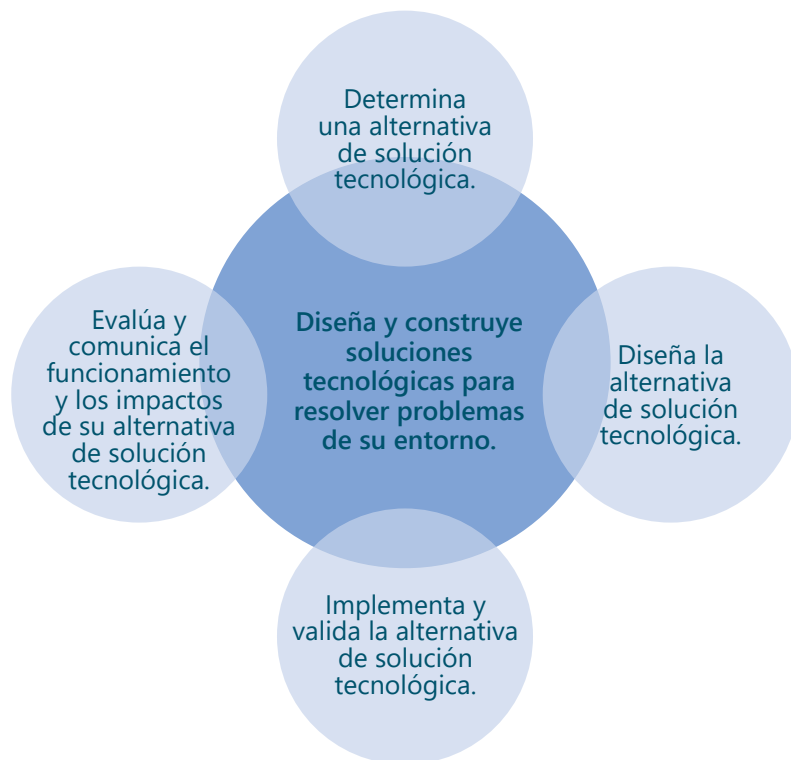 Determina
una alternativa
de solución
tecnológica.
Evalúa y
comunica el
funcionamiento
y los impactos
de su alternativa
de solución
tecnológica.
Diseña y construye
soluciones
tecnológicas para
resolver problemas
de su entorno.
Diseña la
alternativa
de solución
tecnológica.
Implementa y
valida la alternativa
de solución
tecnológica.